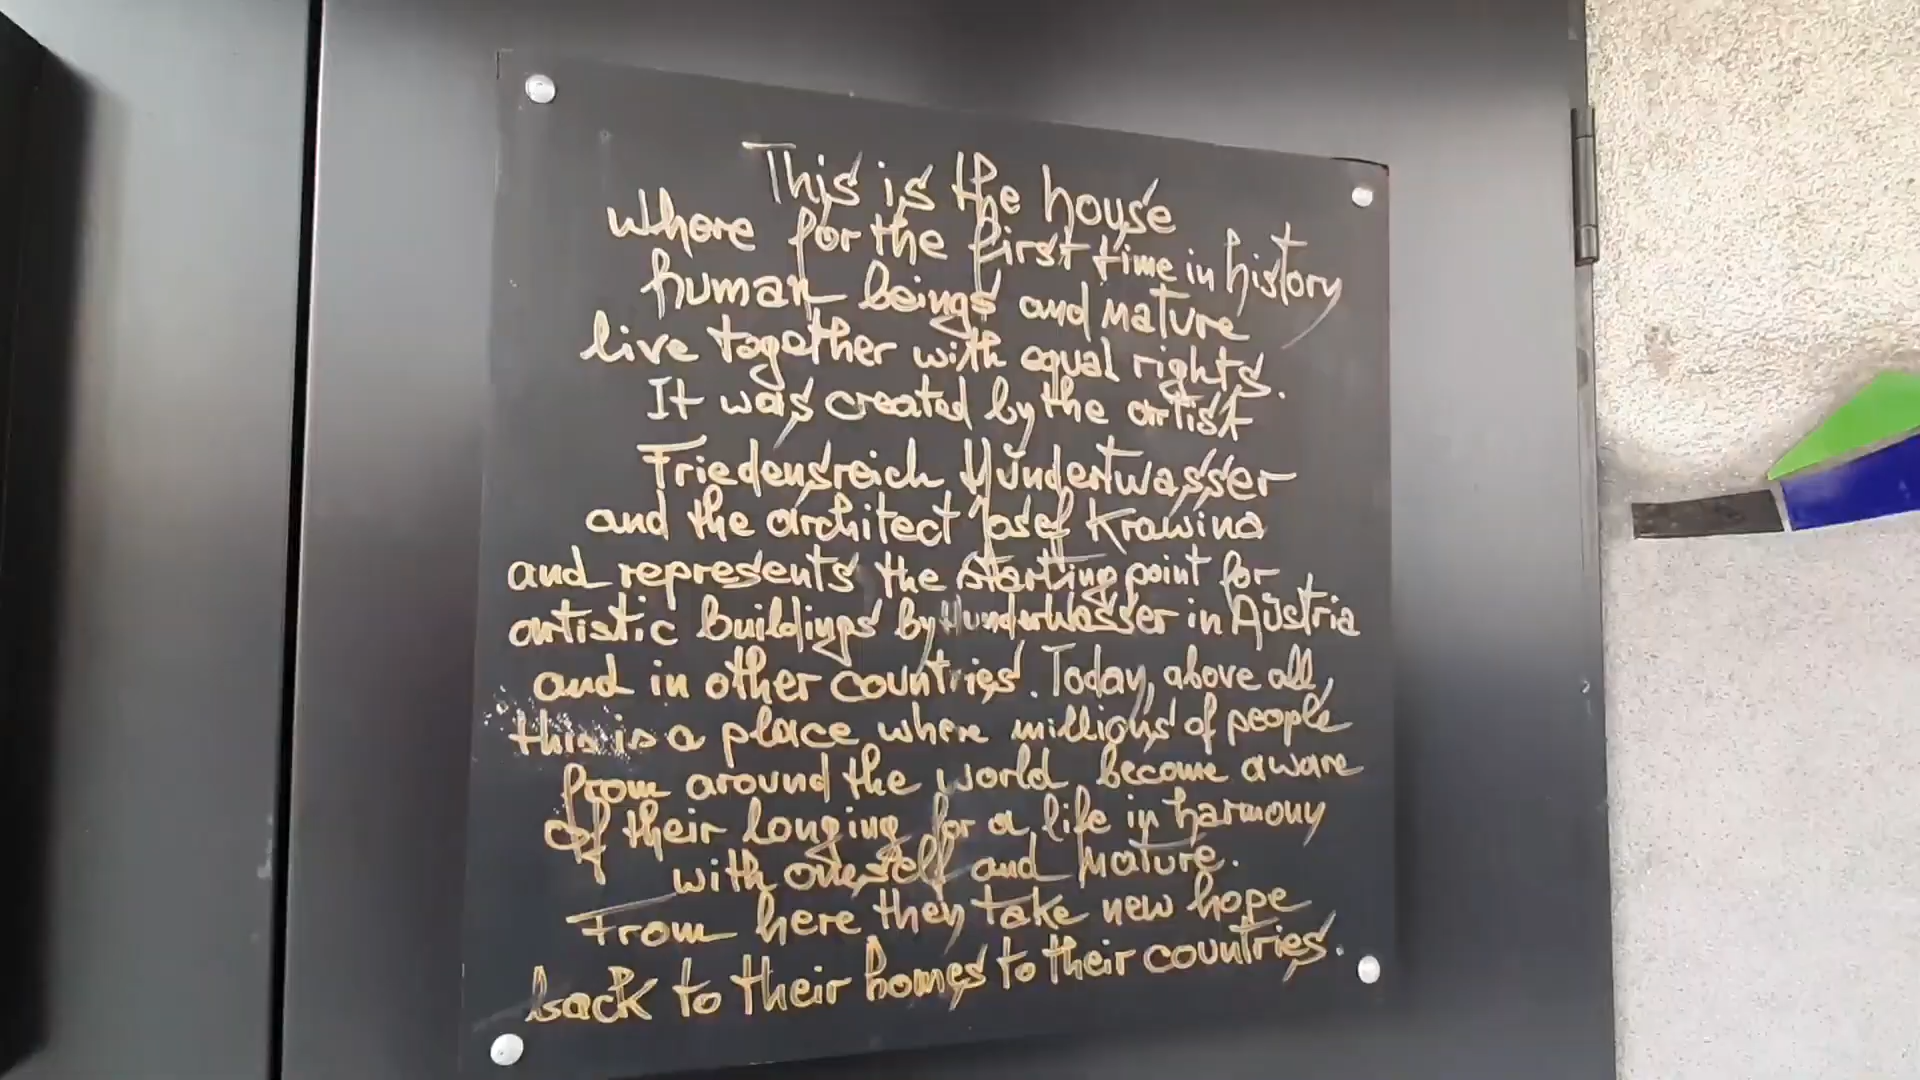 This is the house
where for the first time in history
human beings and nature
live together with equal rights.
It was created by the artist
Friedensreich Hundertwasser
and the architect Josef Krawina
and represents the starting point for
artistic buildings by Hundertwasser in Austria
and in other countries. Today, above all,
this is a place where millions of people
from around the world become aware
of their longing for a life in harmony
with oneself and nature.
From here they take new hope
back to their homes to their countries.